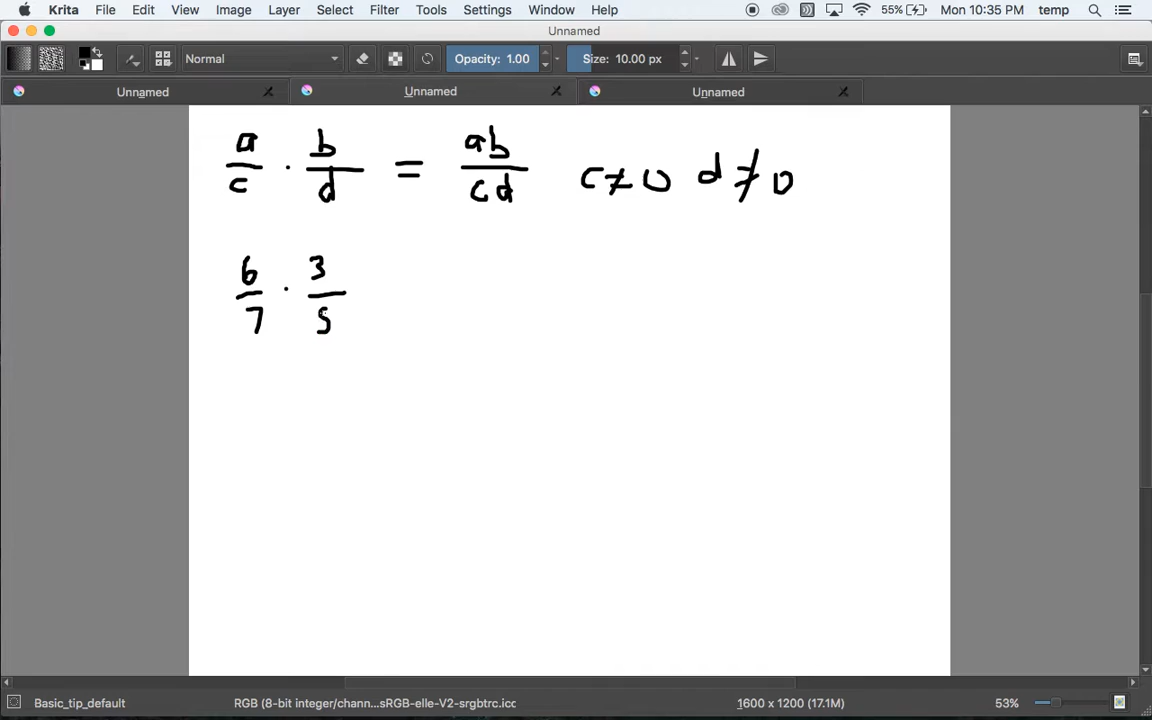 Krita File Edit View Image Layer Select Settings Window Help 55% Mon 10:35 PM temp
Unnamed
Normal Opacity: 1.00 Size: 10.00 px
Unnamed Unnamed Unnamed
a/c · b/d = ab/cd c≠0 d≠0
6/7 · 3/5
Basic_tip_default RGB (8-bit integer/chann...sRGB-elle-V2-srgbtrc.icc 1600 x 1200 (17.1M) 53%